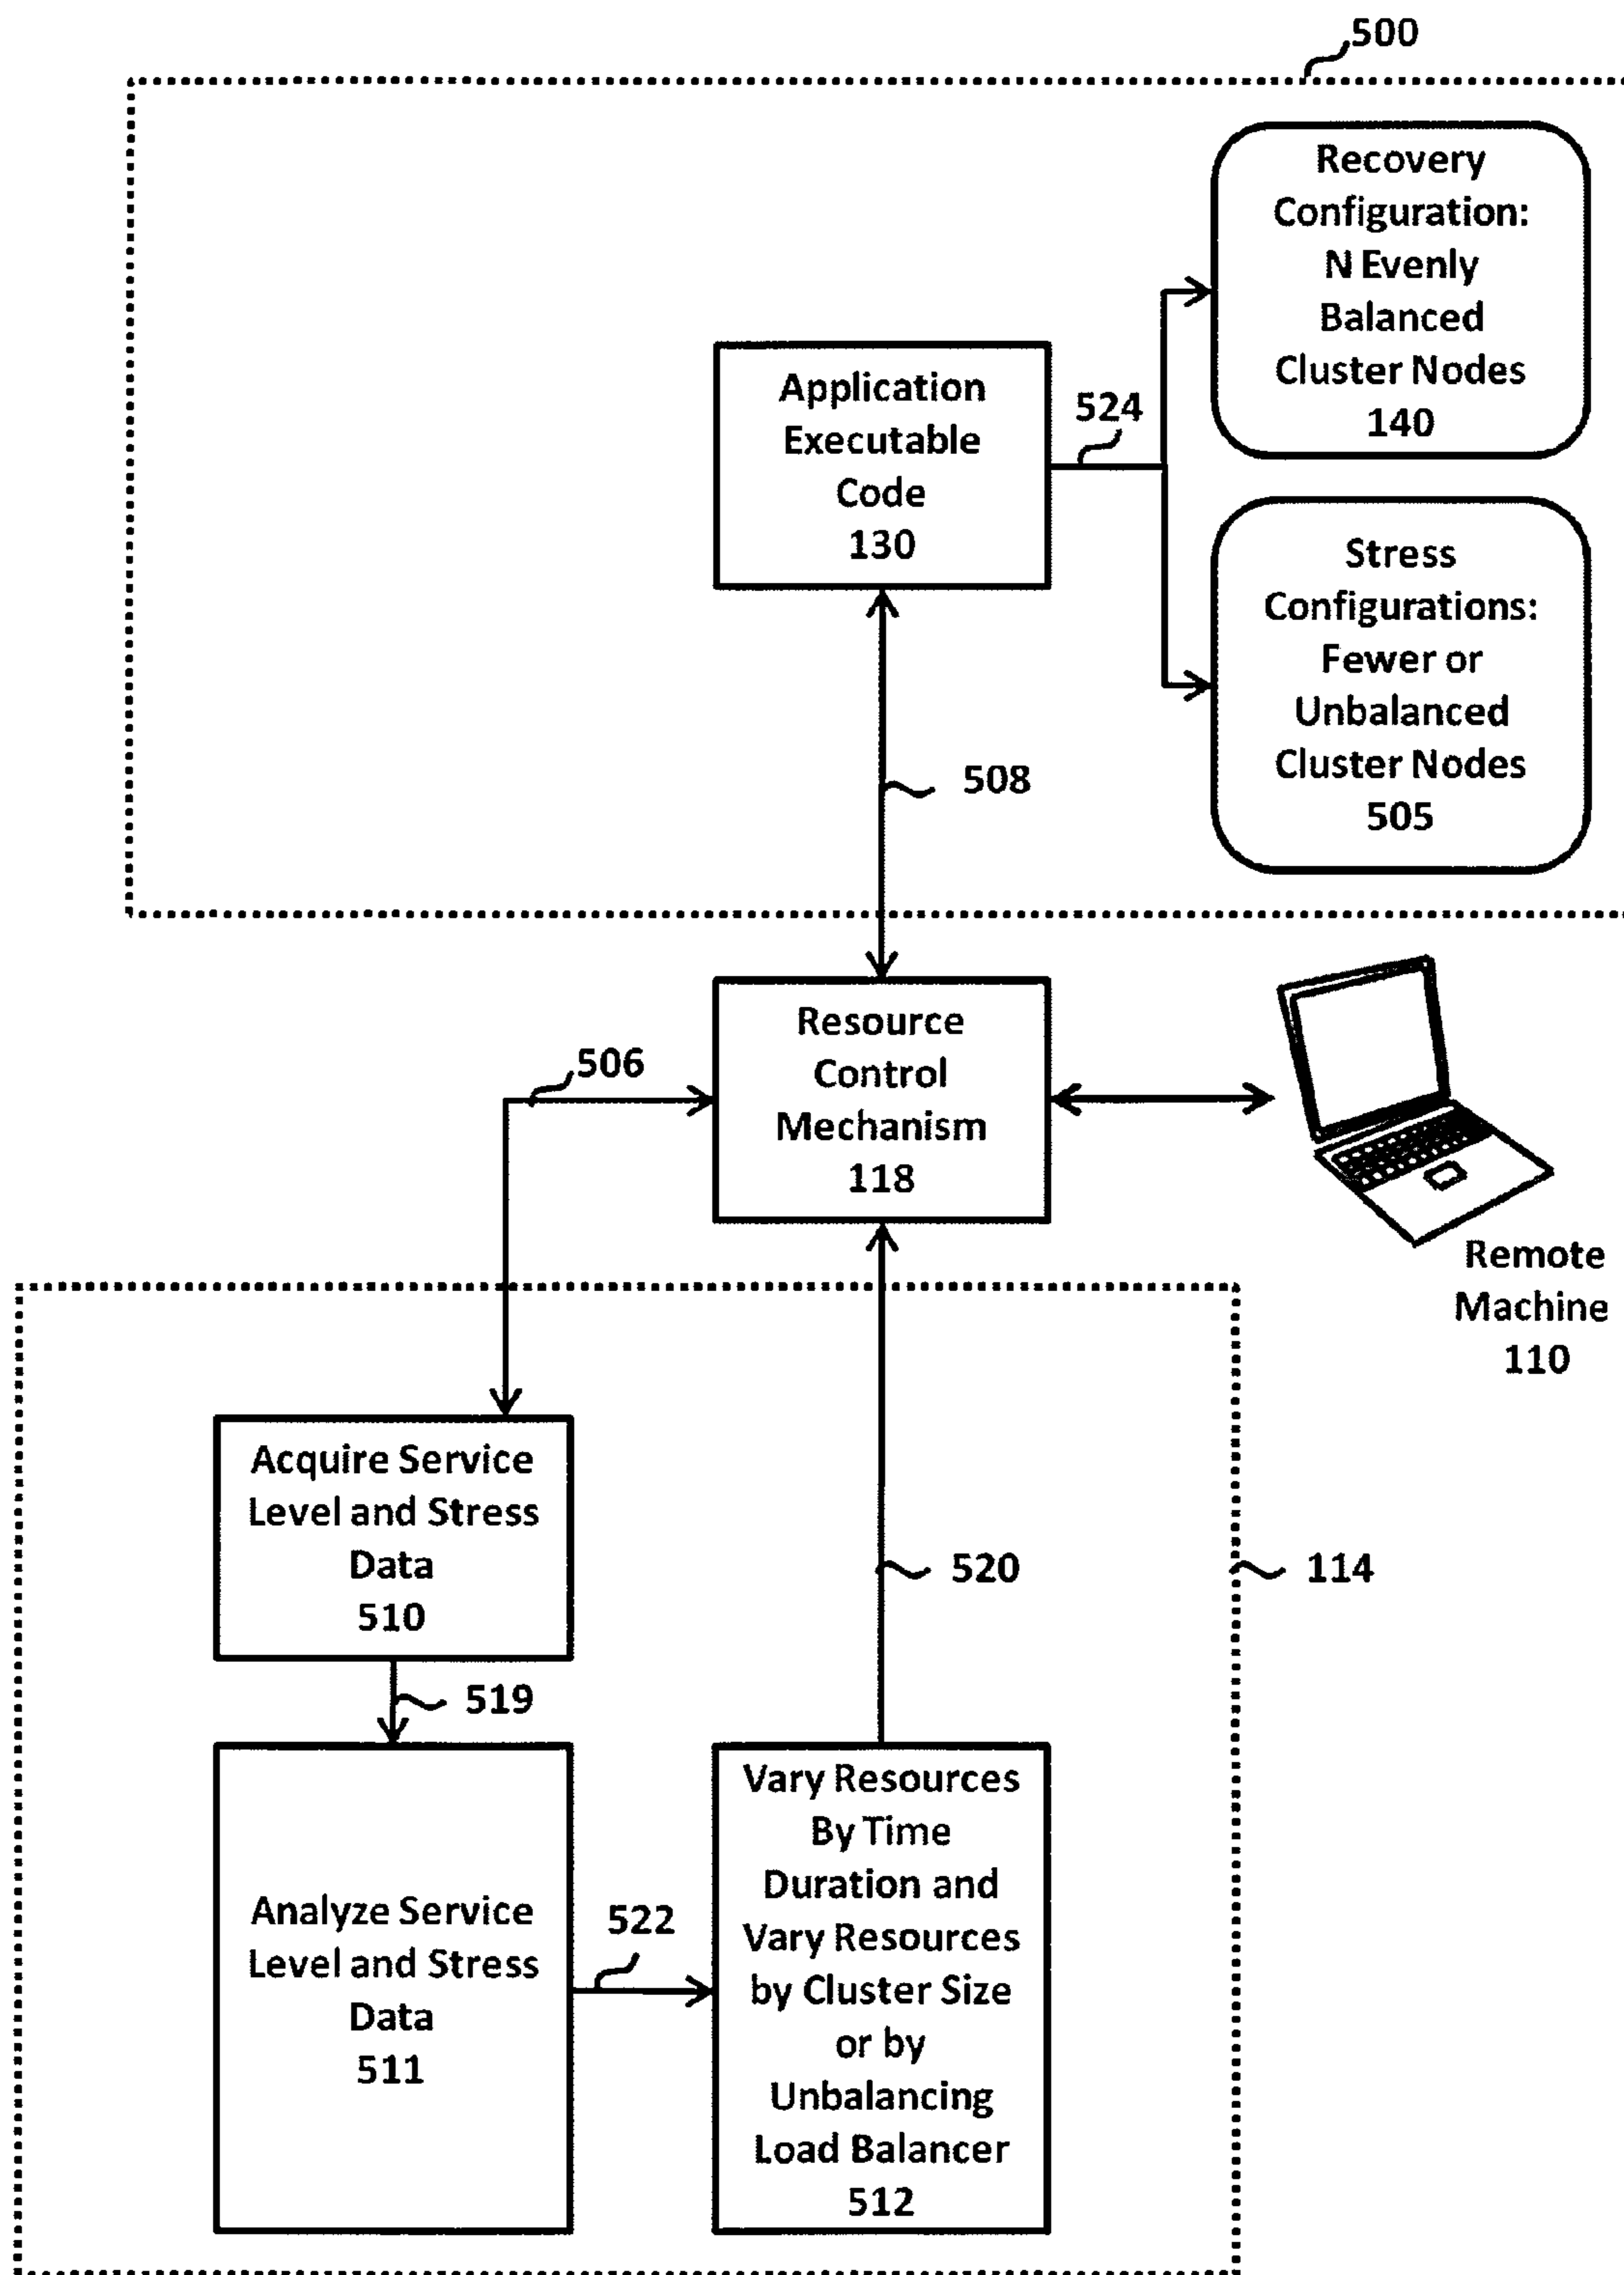 500
Recovery
Configuration:
N Evenly
Balanced
Cluster Nodes
140
Application
Executable
Code
130
524
Stress
Configurations:
Fewer or
Unbalanced
Cluster Nodes
505
508
Resource
Control
Mechanism
118
506
Remote
Machine
110
Acquire Service
Level and Stress
Data
510
520
114
519
Analyze Service
Level and Stress
Data
511
522
Vary Resources
By Time
Duration and
Vary Resources
by Cluster Size
or by
Unbalancing
Load Balancer
512